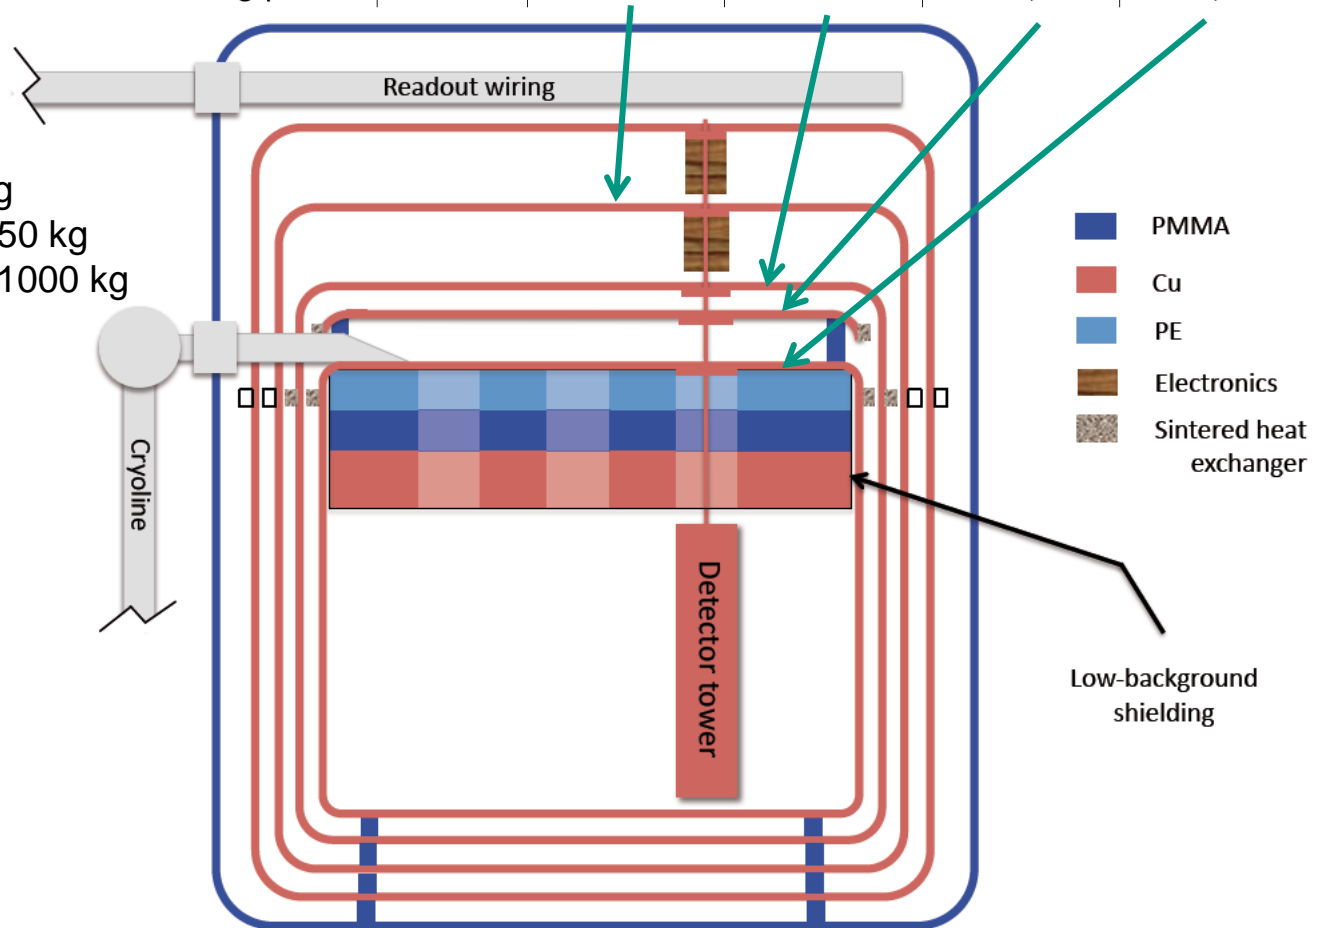 Readout wiring
g
50 kg
1000 kg
PMMA
Cu
PE
Electronics
Sintered heat
exchanger
Cryoline
Detector tower
Low-background
shielding